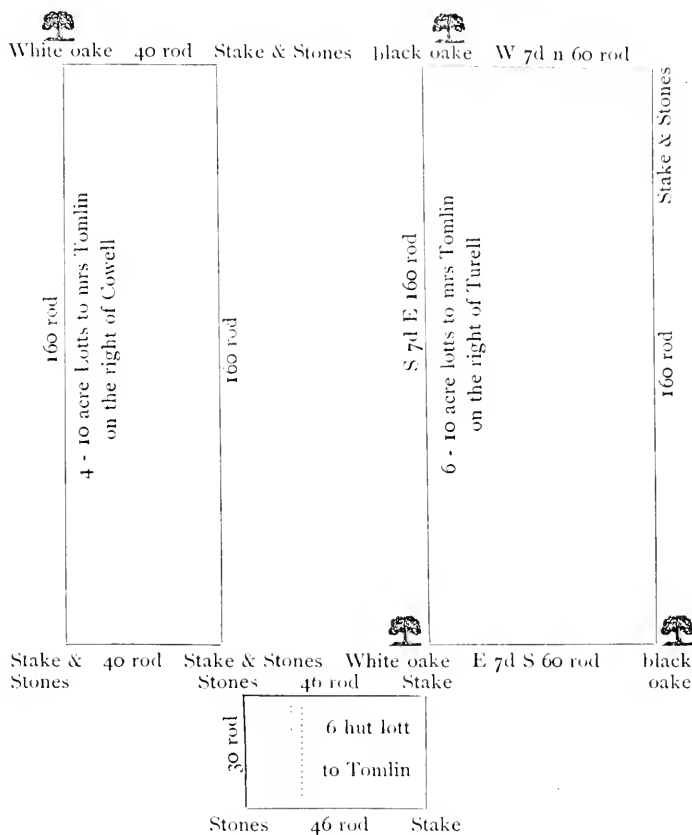 White oake 40 rod Stake & Stones black oake W 7d n 60 rod
Stake & Stones
160 rod
4 - 10 acre Lotts to mrs Tomlin
on the right of Cowell
160 rod
S 7d E 160 rod
6 - 10 acre lotts to mrs Tomlin
on the right of Turell
160 rod
Stake & 40 rod Stake & Stones White oake E 7d S 60 rod black
Stones Stones 46 rod Stake oake
30 rod
6 hut lott
to Tomlin
Stones 46 rod Stake